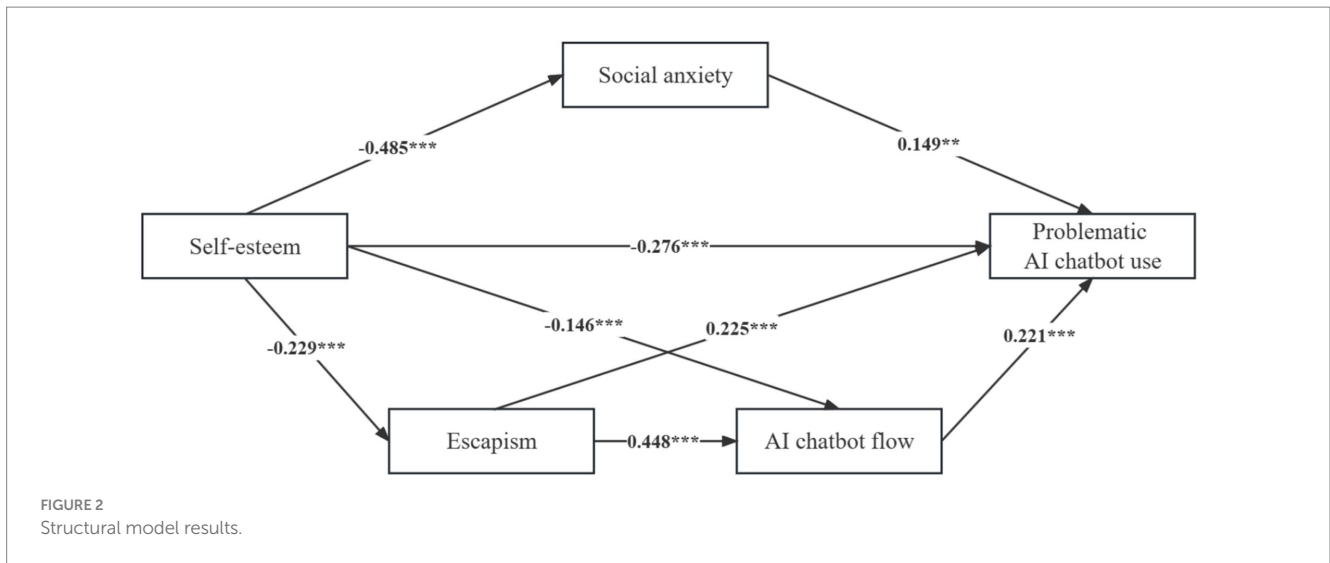 Social anxiety
-0.485***
0.149**
Self-esteem
-0.276***
Problematic
AI chatbot use
-0.146***
0.225***
-0.229***
0.221***
Escapism
0.448***
AI chatbot flow
FIGURE 2
Structural model results.